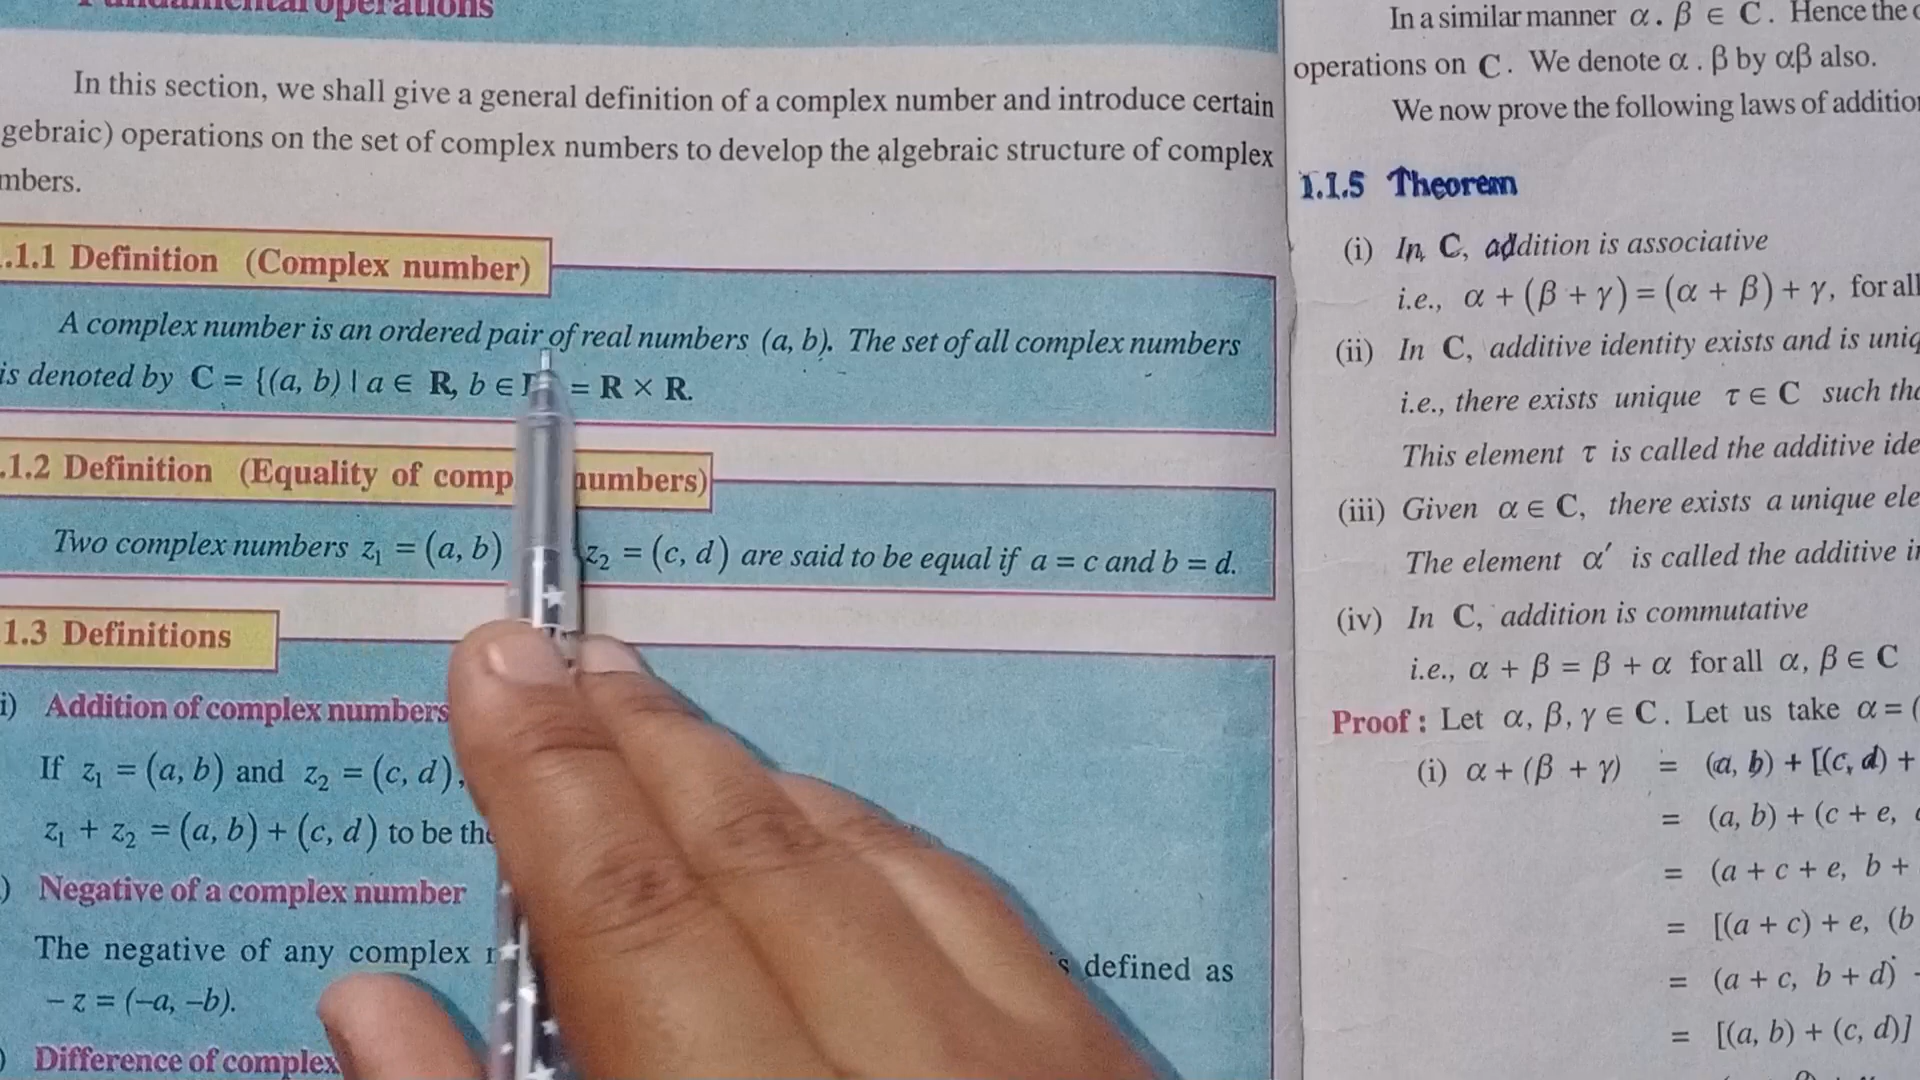 operations
In this section, we shall give a general definition of a complex number and introduce certain
gebraic) operations on the set of complex numbers to develop the algebraic structure of complex
mbers.
.1.1 Definition (Complex number)
A complex number is an ordered pair of real numbers (a, b). The set of all complex numbers
is denoted by C = {(a, b) | a ∈ R, b ∈ = R × R.
.1.2 Definition (Equality of comp numbers)
Two complex numbers z₁ = (a, b) z₂ = (c, d) are said to be equal if a = c and b = d.
1.3 Definitions
i) Addition of complex numbers
If z₁ = (a, b) and z₂ = (c, d),
z₁ + z₂ = (a, b) + (c, d) to be the
) Negative of a complex number
The negative of any complex defined as
– z = (–a, –b).
) Difference of complex
In a similar manner α . β ∈ C. Hence the
operations on C. We denote α . β by αβ also.
We now prove the following laws of addition
1.1.5 Theorem
(i) In C, addition is associative
i.e., α + (β + γ) = (α + β) + γ, for all
(ii) In C, additive identity exists and is uniq
i.e., there exists unique τ ∈ C such tha
This element τ is called the additive ide
(iii) Given α ∈ C, there exists a unique ele
The element α′ is called the additive in
(iv) In C, addition is commutative
i.e., α + β = β + α for all α, β ∈ C
Proof : Let α, β, γ ∈ C. Let us take α = (
(i) α + (β + γ) = (a, b) + [(c, d) +
= (a, b) + (c + e,
= (a + c + e, b +
= [(a + c) + e, (b
= (a + c, b + d)
= [(a, b) + (c, d)]